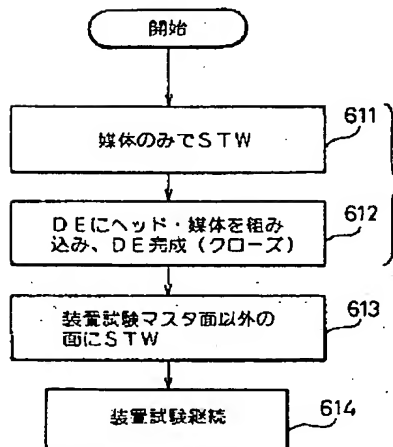 開始
611
媒体のみでSTW
612
DEにヘッド・媒体を組み
込み、DE完成(クローズ)
613
装置試験マスタ面以外の
面にSTW
614
装置試験継続